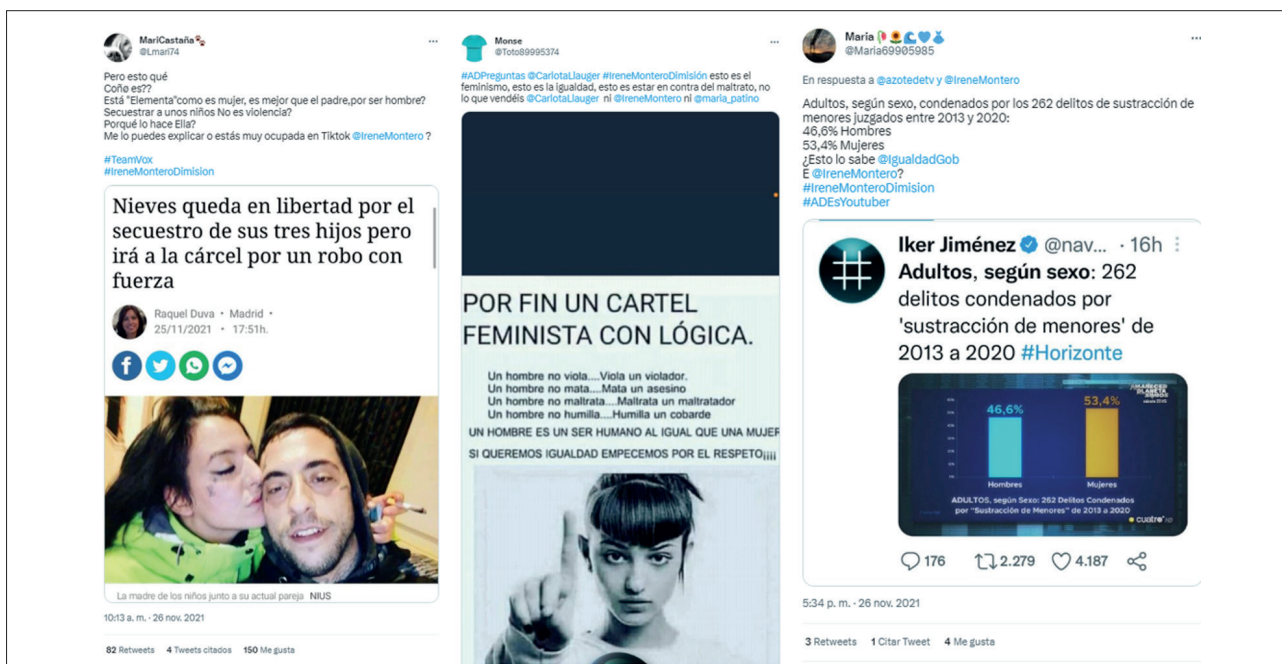 MariCastaña
@Lmari74
Pero esto qué
Coño es??
Está "Elementa"como es mujer, es mejor que el padre,por ser hombre?
Secuestrar a unos niños No es violencia?
Porqué lo hace Ella?
Me lo puedes explicar o estás muy ocupada en Tiktok @IreneMontero ?
#TeamVox
#IreneMonteroDimision
Nieves queda en libertad por el
secuestro de sus tres hijos pero
irá a la cárcel por un robo con
fuerza
Raquel Duva • Madrid •
25/11/2021 • 17:51h.
La madre de los niños junto a su actual pareja NIUS
10:13 a. m. · 26 nov. 2021
82 Retweets 4 Tweets citados 150 Me gusta
Monse
@Toto89995374
#ADPreguntas @CarlotaLlauger #IreneMonteroDimisión esto es el
feminismo, esto es la igualdad, esto es estar en contra del maltrato, no
lo que vendéis @CarlotaLlauger ni @IreneMontero ni @maria_patino
POR FIN UN CARTEL
FEMINISTA CON LÓGICA.
Un hombre no viola....Viola un violador.
Un hombre no mata....Mata un asesino
Un hombre no maltrata....Maltrata un maltratador
Un hombre no humilla....Humilla un cobarde
UN HOMBRE ES UN SER HUMANO AL IGUAL QUE UNA MUJER
SI QUEREMOS IGUALDAD EMPECEMOS POR EL RESPETO¡¡¡¡
Maria
@Maria69905985
En respuesta a @azotedetv y @IreneMontero
Adultos, según sexo, condenados por los 262 delitos de sustracción de
menores juzgados entre 2013 y 2020:
46,6% Hombres
53,4% Mujeres
¿Esto lo sabe @IgualdadGob
E @IreneMontero?
#IreneMonteroDimision
#ADEsYoutuber
Iker Jiménez @nav... · 16h
Adultos, según sexo: 262
delitos condenados por
'sustracción de menores' de
2013 a 2020 #Horizonte
46,6%
53,4%
Hombres
Mujeres
ADULTOS, según Sexo: 262 Delitos Condenados
por "Sustracción de Menores" de 2013 a 2020
cuatro
176 2.279 4.187
5:34 p. m. · 26 nov. 2021
3 Retweets 1 Citar Tweet 4 Me gusta